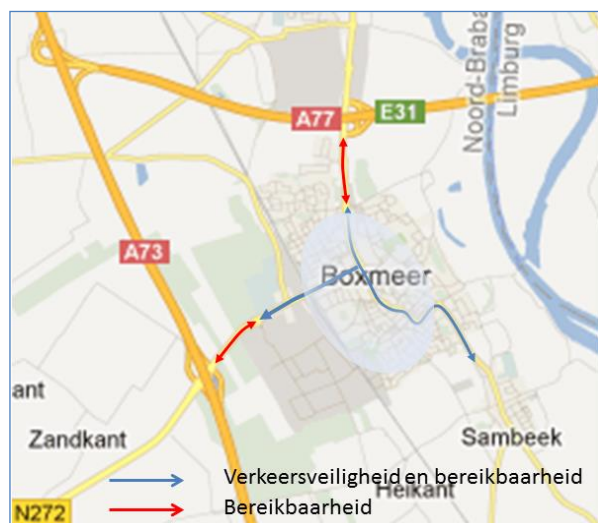 Noord-Braba
Limburg
A77
E31
A73
Boxmeer
ant
Zandkant
Sambeek
Heikant
N272
Verkeersveiligheid en bereikbaarheid
Bereikbaarheid